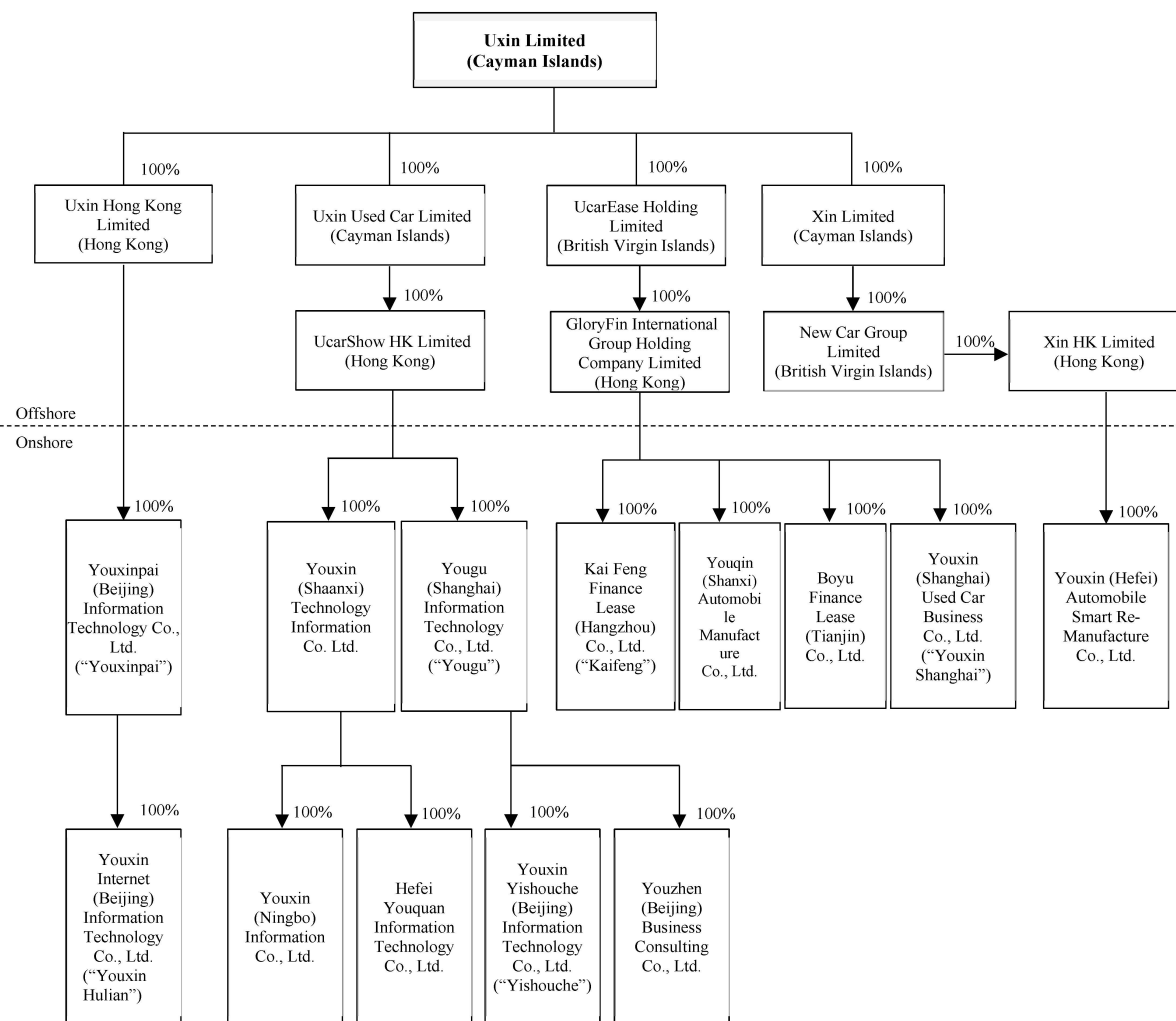 Uxin Limited
(Cayman Islands)
100%
100%
100%
100%
Uxin Hong Kong
Limited
(Hong Kong)
Uxin Used Car Limited
(Cayman Islands)
UcarEase Holding
Limited
(British Virgin Islands)
Xin Limited
(Cayman Islands)
100%
100%
100%
UcarShow HK Limited
(Hong Kong)
GloryFin International
Group Holding
Company Limited
(Hong Kong)
New Car Group
Limited
(British Virgin Islands)
100%
Xin HK Limited
(Hong Kong)
Offshore
Onshore
100%
100%
100%
100%
100%
100%
100%
100%
Youxinpai
(Beijing)
Information
Technology Co.,
Ltd.
(“Youxinpai”)
Youxin
(Shaanxi)
Technology
Information
Co. Ltd.
Yougu
(Shanghai)
Information
Technology
Co., Ltd.
(“Yougu”)
Kai Feng
Finance
Lease
(Hangzhou)
Co., Ltd.
(“Kaifeng”)
Youqin
(Shanxi)
Automobi
le
Manufact
ure
Co., Ltd.
Boyu
Finance
Lease
(Tianjin)
Co., Ltd.
Youxin
(Shanghai)
Used Car
Business
Co., Ltd.
(“Youxin
Shanghai”)
Youxin (Hefei)
Automobile
Smart Re-
Manufacture
Co., Ltd.
100%
100%
100%
100%
100%
Youxin
Internet
(Beijing)
Information
Technology
Co., Ltd.
(“Youxin
Hulian”)
Youxin
(Ningbo)
Information
Co., Ltd.
Hefei
Youquan
Information
Technology
Co., Ltd.
Youxin
Yishouche
(Beijing)
Information
Technology
Co., Ltd.
(“Yishouche”)
Youzhen
(Beijing)
Business
Consulting
Co., Ltd.